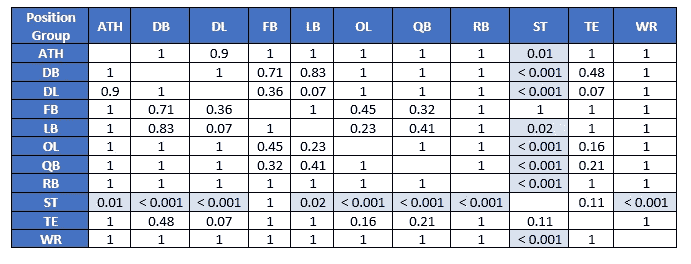 Position Group ATH DB DL FB LB OL QB RB ST TE WR
ATH 1 0.9 1 1 1 1 1 0.01 1 1
DB 1 1 0.71 0.83 1 1 1 < 0.001 0.48 1
DL 0.9 1 0.36 0.07 1 1 1 < 0.001 0.07 1
FB 1 0.71 0.36 1 0.45 0.32 1 1 1 1
LB 1 0.83 0.07 1 0.23 0.41 1 0.02 1 1
OL 1 1 1 0.45 0.23 1 1 < 0.001 0.16 1
QB 1 1 1 0.32 0.41 1 1 < 0.001 0.21 1
RB 1 1 1 1 1 1 1 < 0.001 1 1
ST 0.01 < 0.001 < 0.001 1 0.02 < 0.001 < 0.001 < 0.001 0.11 < 0.001
TE 1 0.48 0.07 1 1 0.16 0.21 1 0.11 1
WR 1 1 1 1 1 1 1 1 < 0.001 1